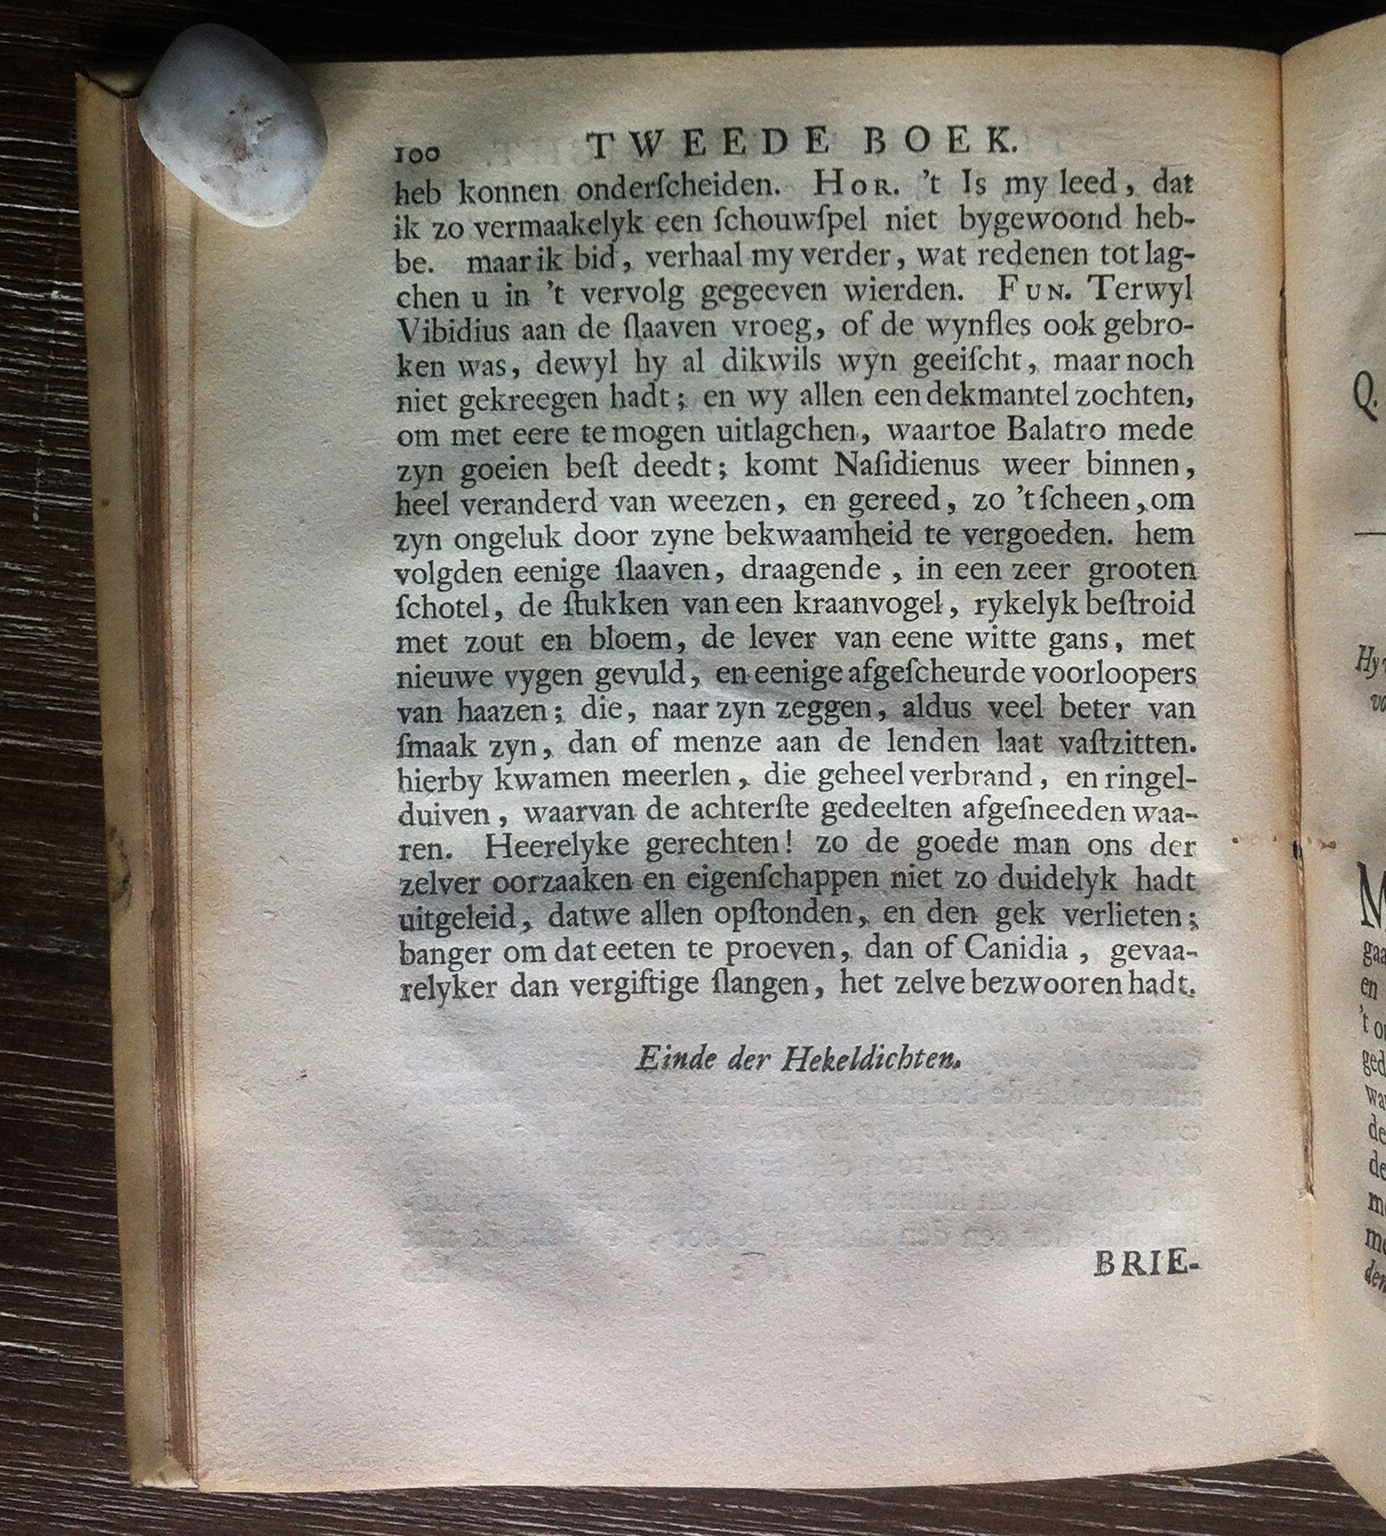 100 TWEEDE BOEK.
heb konnen onderſcheiden. HOR. 't Is my leed, dat
ik zo vermaakelyk een ſchouwſpel niet bygewoond heb-
be. maar ik bid, verhaal my verder, wat redenen tot lag-
chen u in 't vervolg gegeeven wierden. FUN. Terwyl
Vibidius aan de ſlaaven vroeg, of de wynfles ook gebro-
ken was, dewyl hy al dikwils wyn geeiſcht, maar noch
niet gekreegen hadt; en wy allen een dekmantel zochten,
om met eere te mogen uitlagchen, waartoe Balatro mede
zyn goeien beſt deedt; komt Naſidienus weer binnen,
heel veranderd van weezen, en gereed, zo 't ſcheen, om
zyn ongeluk door zyne bekwaamheid te vergoeden. hem
volgden eenige ſlaaven, draagende, in een zeer grooten
ſchotel, de ſtukken van een kraanvogel, rykelyk beſtroid
met zout en bloem, de lever van eene witte gans, met
nieuwe vygen gevuld, en eenige afgeſcheurde voorloopers
van haazen; die, naar zyn zeggen, aldus veel beter van
ſmaak zyn, dan of menze aan de lenden laat vaſtzitten.
hierby kwamen meerlen, die geheel verbrand, en ringel-
duiven, waarvan de achterſte gedeelten afgeſneeden waa-
ren. Heerelyke gerechten! zo de goede man ons der
zelver oorzaaken en eigenſchappen niet zo duidelyk hadt
uitgeleid, datwe allen opſtonden, en den gek verlieten;
banger om dat eeten te proeven, dan of Canidia, gevaa-
relyker dan vergiftige ſlangen, het zelve bezwooren hadt.
Einde der Hekeldichten.
BRIE-
Q.